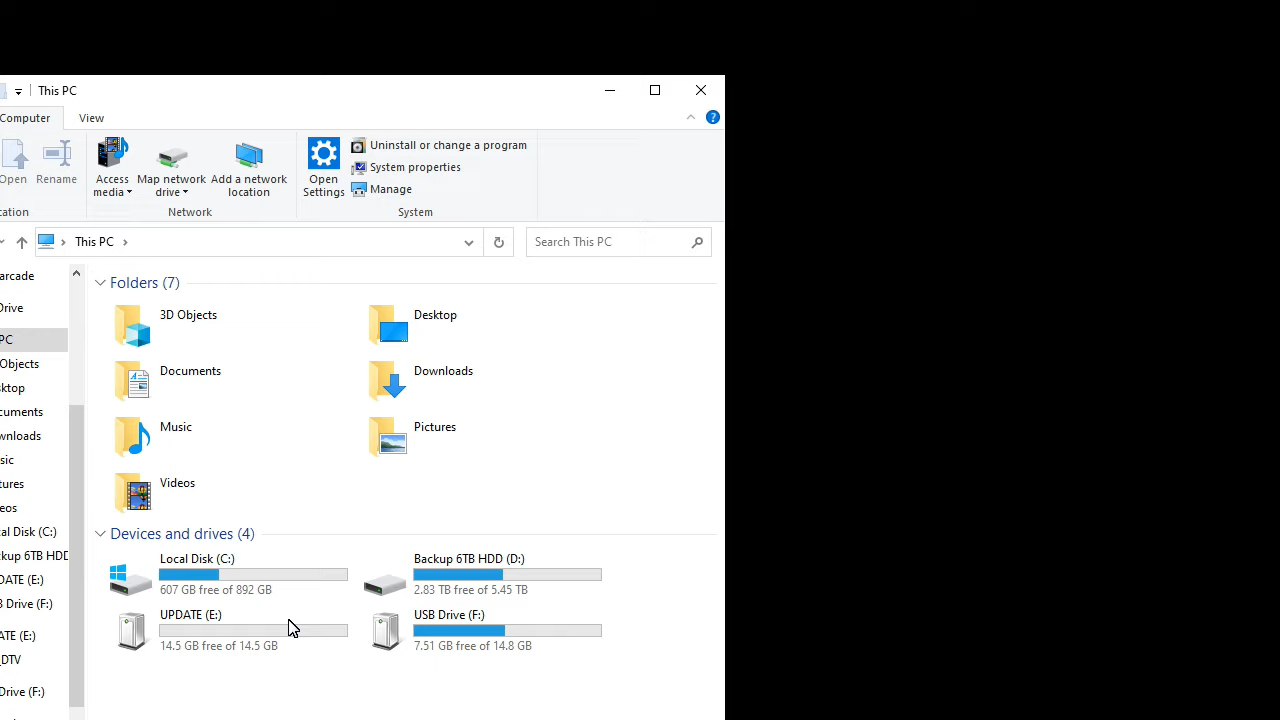 This PC
Computer
View
Open
Rename
Access media
Map network drive
Add a network location
Open Settings
Uninstall or change a program
System properties
Manage
cation
Network
System
This PC
Search This PC
arcade
Drive
PC
Objects
sktop
cuments
wnloads
sic
tures
eos
cal Disk (C:)
ckup 6TB HDD
DATE (E:)
B Drive (F:)
ATE (E:)
_DTV
Drive (F:)
Folders (7)
3D Objects
Desktop
Documents
Downloads
Music
Pictures
Videos
Devices and drives (4)
Local Disk (C:)
607 GB free of 892 GB
Backup 6TB HDD (D:)
2.83 TB free of 5.45 TB
UPDATE (E:)
14.5 GB free of 14.5 GB
USB Drive (F:)
7.51 GB free of 14.8 GB